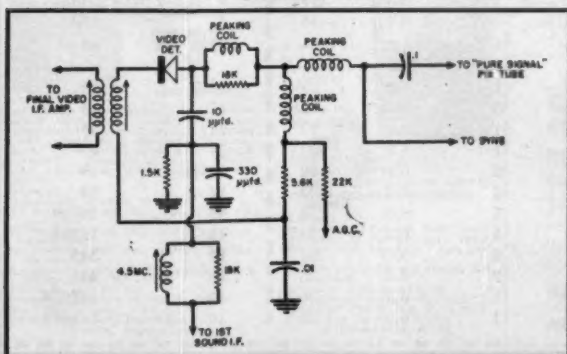 VIDEO
DET.
PEAKING
COIL
18K
PEAKING
COIL
.1
TO "PURE SIGNAL"
PIX TUBE
TO
FINAL VIDEO
I.F. AMP.
PEAKING
COIL
TO SYNC
10
µµfd.
1.5K
330
µµfd.
5.6K
22K
A.G.C.
4.5MC.
18K
.01
TO 1ST
SOUND I.F.